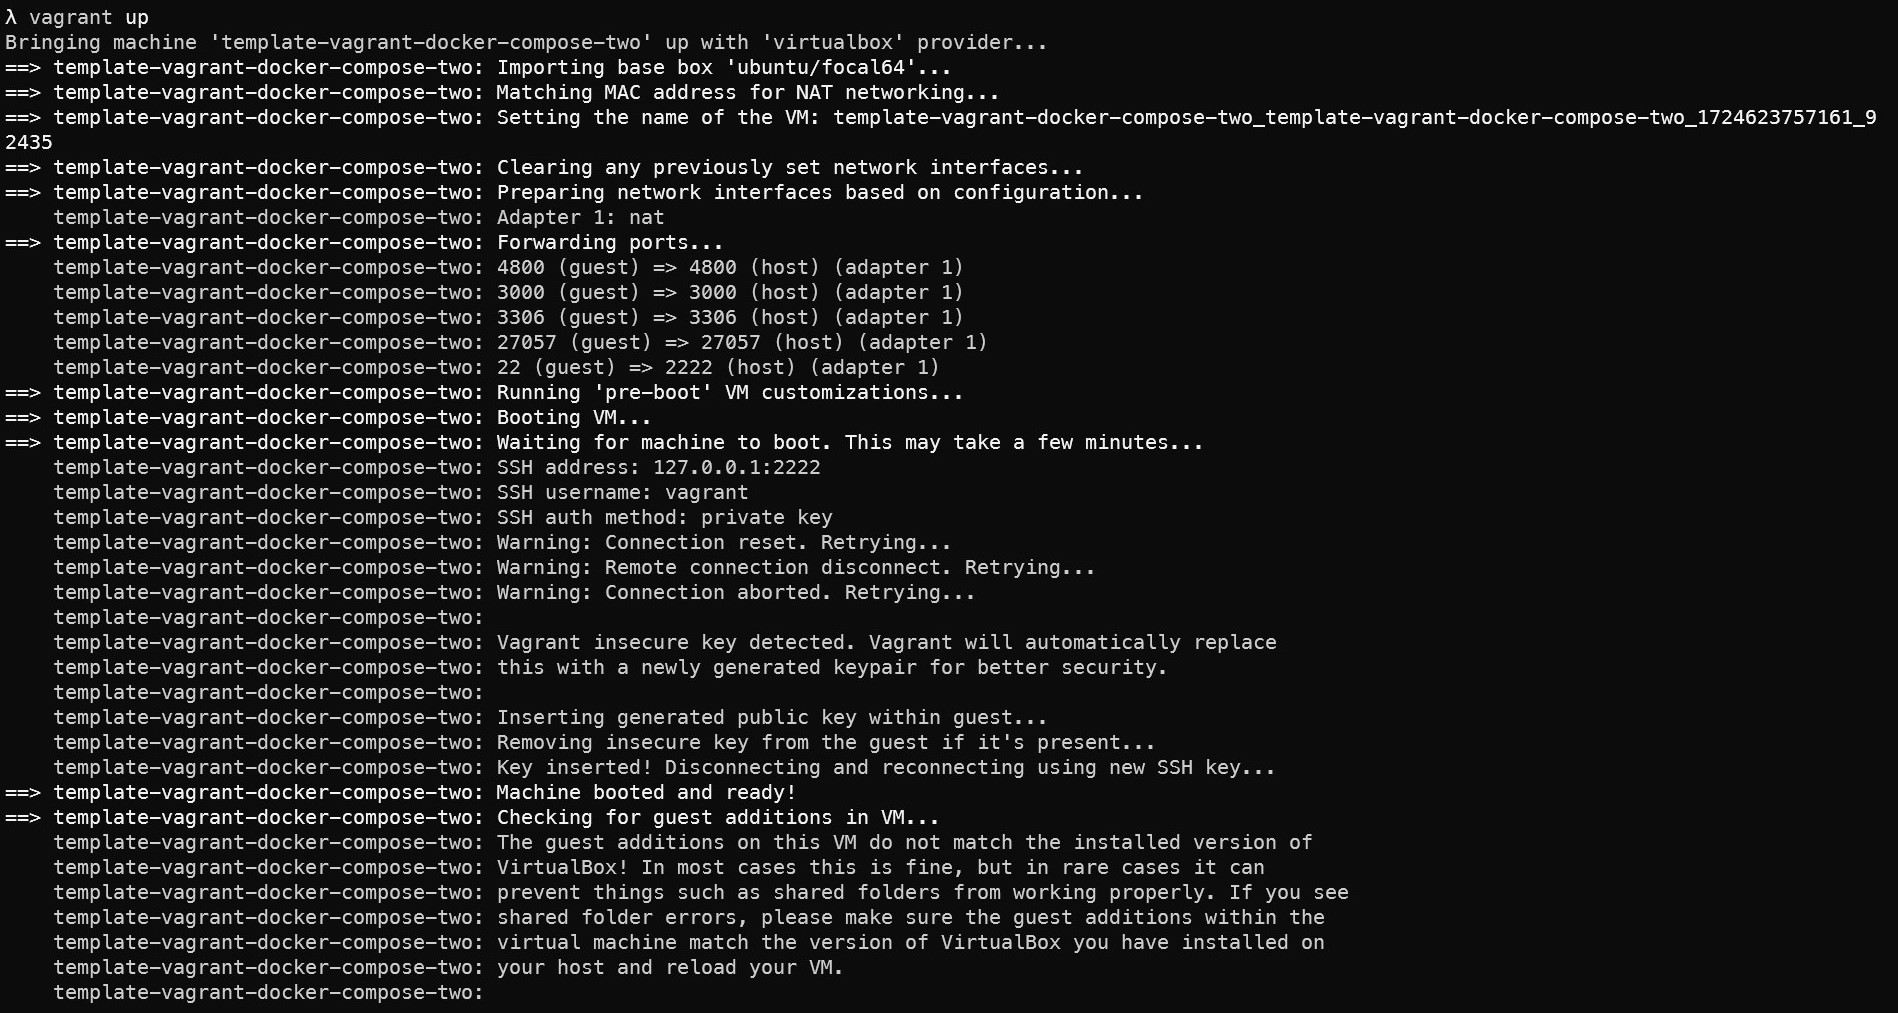 λ vagrant up
Bringing machine 'template-vagrant-docker-compose-two' up with 'virtualbox' provider...
==> template-vagrant-docker-compose-two: Importing base box 'ubuntu/focal64'...
==> template-vagrant-docker-compose-two: Matching MAC address for NAT networking...
==> template-vagrant-docker-compose-two: Setting the name of the VM: template-vagrant-docker-compose-two_template-vagrant-docker-compose-two_1724623757161_9
2435
==> template-vagrant-docker-compose-two: Clearing any previously set network interfaces...
==> template-vagrant-docker-compose-two: Preparing network interfaces based on configuration...
    template-vagrant-docker-compose-two: Adapter 1: nat
==> template-vagrant-docker-compose-two: Forwarding ports...
    template-vagrant-docker-compose-two: 4800 (guest) => 4800 (host) (adapter 1)
    template-vagrant-docker-compose-two: 3000 (guest) => 3000 (host) (adapter 1)
    template-vagrant-docker-compose-two: 3306 (guest) => 3306 (host) (adapter 1)
    template-vagrant-docker-compose-two: 27057 (guest) => 27057 (host) (adapter 1)
    template-vagrant-docker-compose-two: 22 (guest) => 2222 (host) (adapter 1)
==> template-vagrant-docker-compose-two: Running 'pre-boot' VM customizations...
==> template-vagrant-docker-compose-two: Booting VM...
==> template-vagrant-docker-compose-two: Waiting for machine to boot. This may take a few minutes...
    template-vagrant-docker-compose-two: SSH address: 127.0.0.1:2222
    template-vagrant-docker-compose-two: SSH username: vagrant
    template-vagrant-docker-compose-two: SSH auth method: private key
    template-vagrant-docker-compose-two: Warning: Connection reset. Retrying...
    template-vagrant-docker-compose-two: Warning: Remote connection disconnect. Retrying...
    template-vagrant-docker-compose-two: Warning: Connection aborted. Retrying...
    template-vagrant-docker-compose-two:
    template-vagrant-docker-compose-two: Vagrant insecure key detected. Vagrant will automatically replace
    template-vagrant-docker-compose-two: this with a newly generated keypair for better security.
    template-vagrant-docker-compose-two:
    template-vagrant-docker-compose-two: Inserting generated public key within guest...
    template-vagrant-docker-compose-two: Removing insecure key from the guest if it's present...
    template-vagrant-docker-compose-two: Key inserted! Disconnecting and reconnecting using new SSH key...
==> template-vagrant-docker-compose-two: Machine booted and ready!
==> template-vagrant-docker-compose-two: Checking for guest additions in VM...
    template-vagrant-docker-compose-two: The guest additions on this VM do not match the installed version of
    template-vagrant-docker-compose-two: VirtualBox! In most cases this is fine, but in rare cases it can
    template-vagrant-docker-compose-two: prevent things such as shared folders from working properly. If you see
    template-vagrant-docker-compose-two: shared folder errors, please make sure the guest additions within the
    template-vagrant-docker-compose-two: virtual machine match the version of VirtualBox you have installed on
    template-vagrant-docker-compose-two: your host and reload your VM.
    template-vagrant-docker-compose-two: